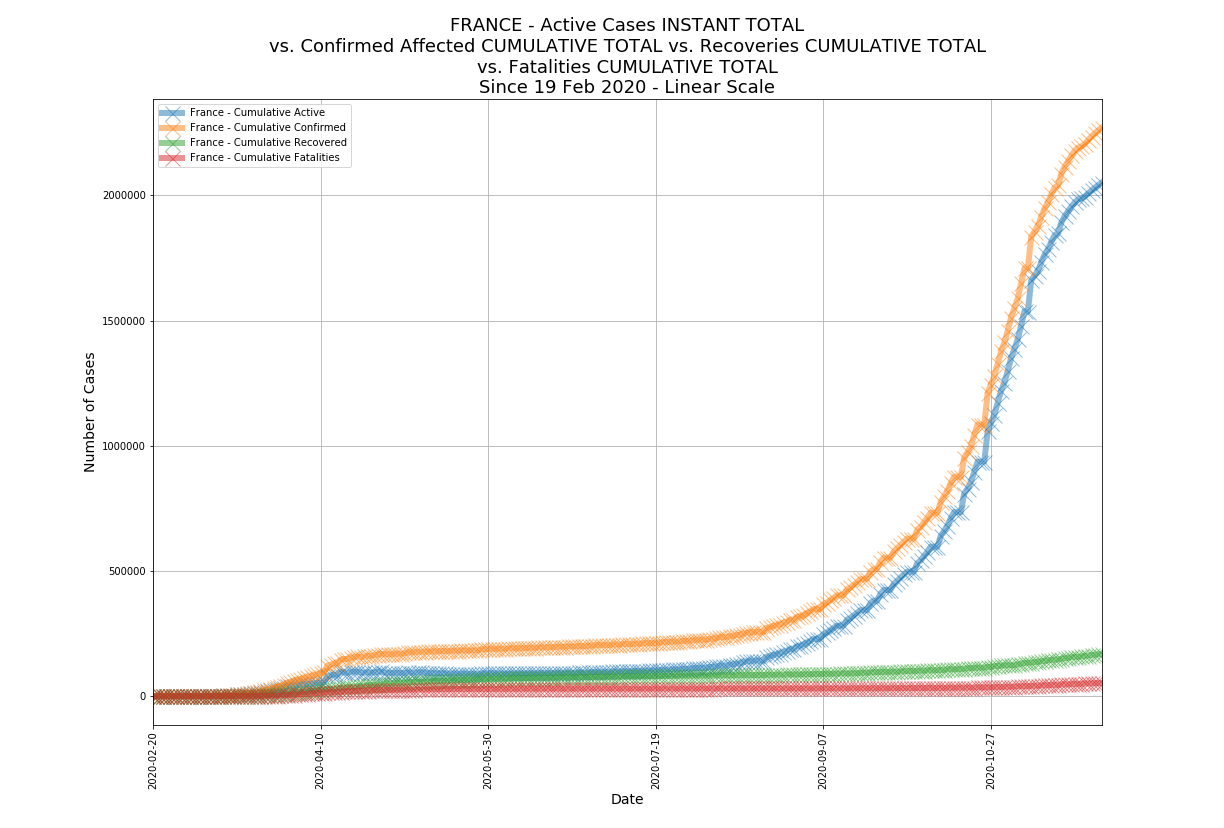 FRANCE - Active Cases INSTANT TOTAL
vs. Confirmed Affected CUMULATIVE TOTAL vs. Recoveries CUMULATIVE TOTAL
vs. Fatalities CUMULATIVE TOTAL
Since 19 Feb 2020 - Linear Scale
France - Cumulative Active
France - Cumulative Confirmed
France - Cumulative Recovered
France - Cumulative Fatalities
Number of Cases
2000000
1500000
1000000
500000
0
2020-02-20
2020-04-10
2020-05-30
2020-07-19
2020-09-07
2020-10-27
Date